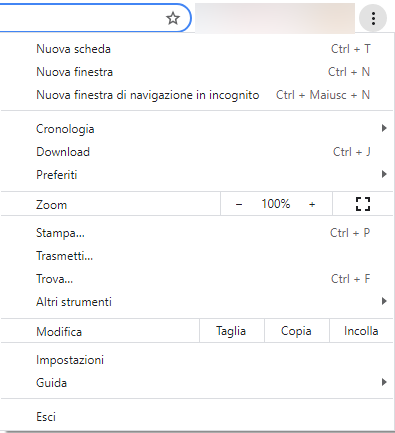 Nuova scheda Ctrl + T
Nuova finestra Ctrl + N
Nuova finestra di navigazione in incognito Ctrl + Maiusc + N
Cronologia
Download Ctrl + J
Preferiti
Zoom − 100% +
Stampa... Ctrl + P
Trasmetti...
Trova... Ctrl + F
Altri strumenti
Modifica Taglia Copia Incolla
Impostazioni
Guida
Esci